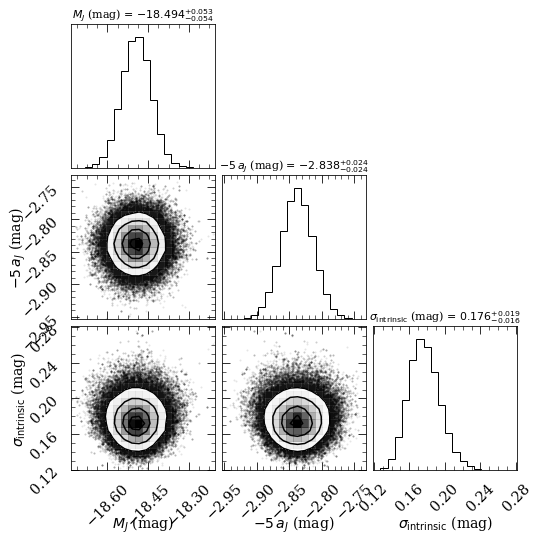 M_J (mag) = −18.494+0.053−0.054
−5 a_J (mag) = −2.838+0.024−0.024
−2.75
−2.80
−2.85
−2.90
−2.95
−5 a_J (mag)
σintrinsic (mag) = 0.176+0.019−0.016
0.28
0.24
0.20
0.16
0.12
σintrinsic (mag)
−18.60 −18.45 −18.30
M_J (mag)
−2.95 −2.90 −2.85 −2.80 −2.75
−5 a_J (mag)
0.12 0.16 0.20 0.24 0.28
σintrinsic (mag)